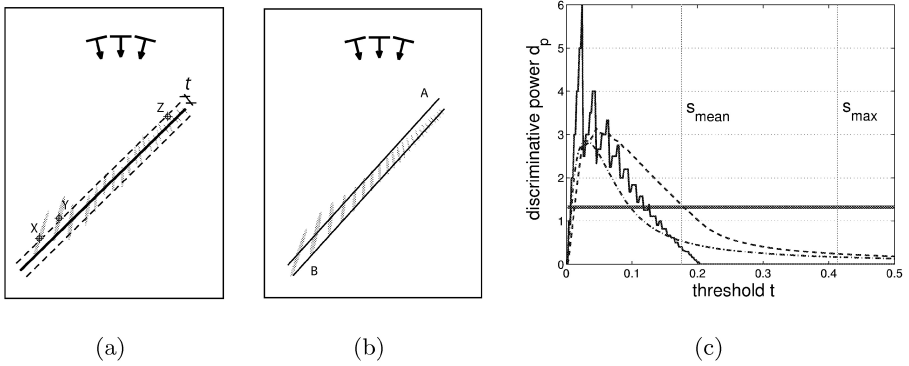 t
Z
Y
X
A
B
discriminative power d_p
6
5
4
3
2
1
0
s_mean
s_max
0 0.1 0.2 0.3 0.4 0.5
threshold t
(a) (b) (c)